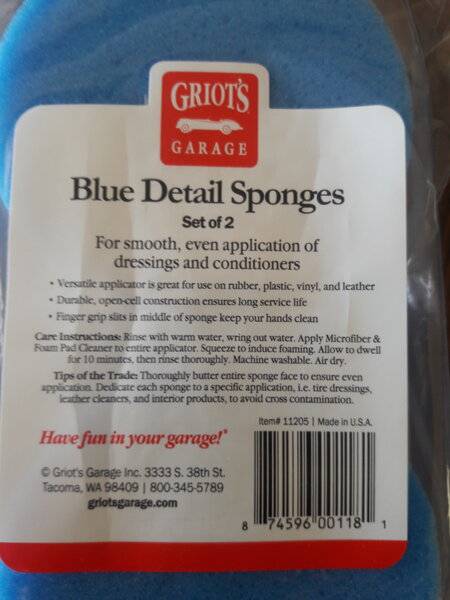 GRIOT'S
GARAGE
Blue Detail Sponges
Set of 2
For smooth, even application of
dressings and conditioners
• Versatile applicator is great for use on rubber, plastic, vinyl, and leather
• Durable, open-cell construction ensures long service life
• Finger grip slits in middle of sponge keep your hands clean
Care Instructions: Rinse with warm water, wring out water. Apply Microfiber &
Foam Pad Cleaner to entire applicator. Squeeze to induce foaming. Allow to dwell
for 10 minutes, then rinse thoroughly. Machine washable. Air dry.
Tips of the Trade: Thoroughly butter entire sponge face to ensure even
application. Dedicate each sponge to a specific application, i.e. tire dressings,
leather cleaners, and interior products, to avoid cross contamination.
Item# 11205 | Made in U.S.A.
Have fun in your garage!®
© Griot's Garage Inc. 3333 S. 38th St.
Tacoma, WA 98409 | 800-345-5789
griotsgarage.com
8 74596 00118 1